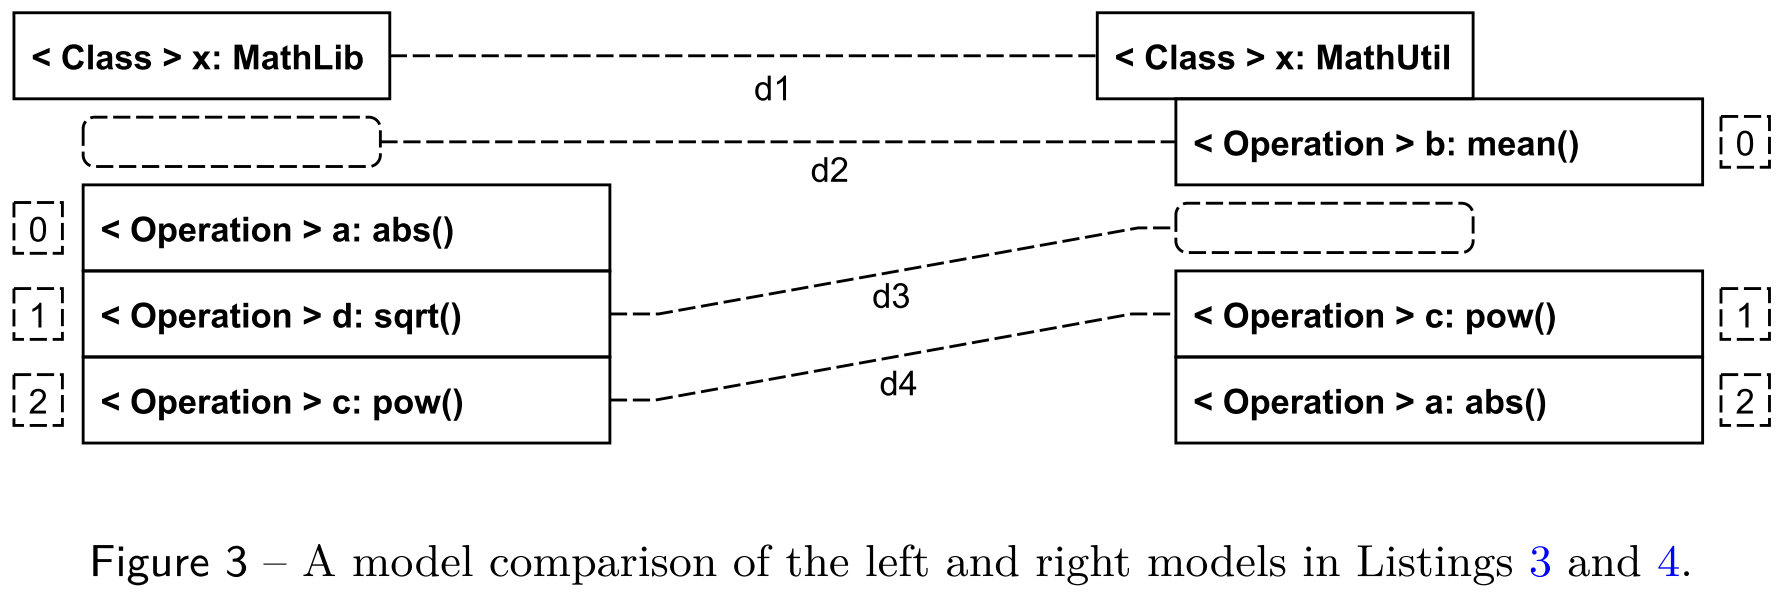 < Class > x: MathLib
< Class > x: MathUtil
d1
< Operation > b: mean()
0
d2
0
< Operation > a: abs()
1
< Operation > d: sqrt()
d3
< Operation > c: pow()
1
2
< Operation > c: pow()
d4
< Operation > a: abs()
2
Figure 3 – A model comparison of the left and right models in Listings 3 and 4.